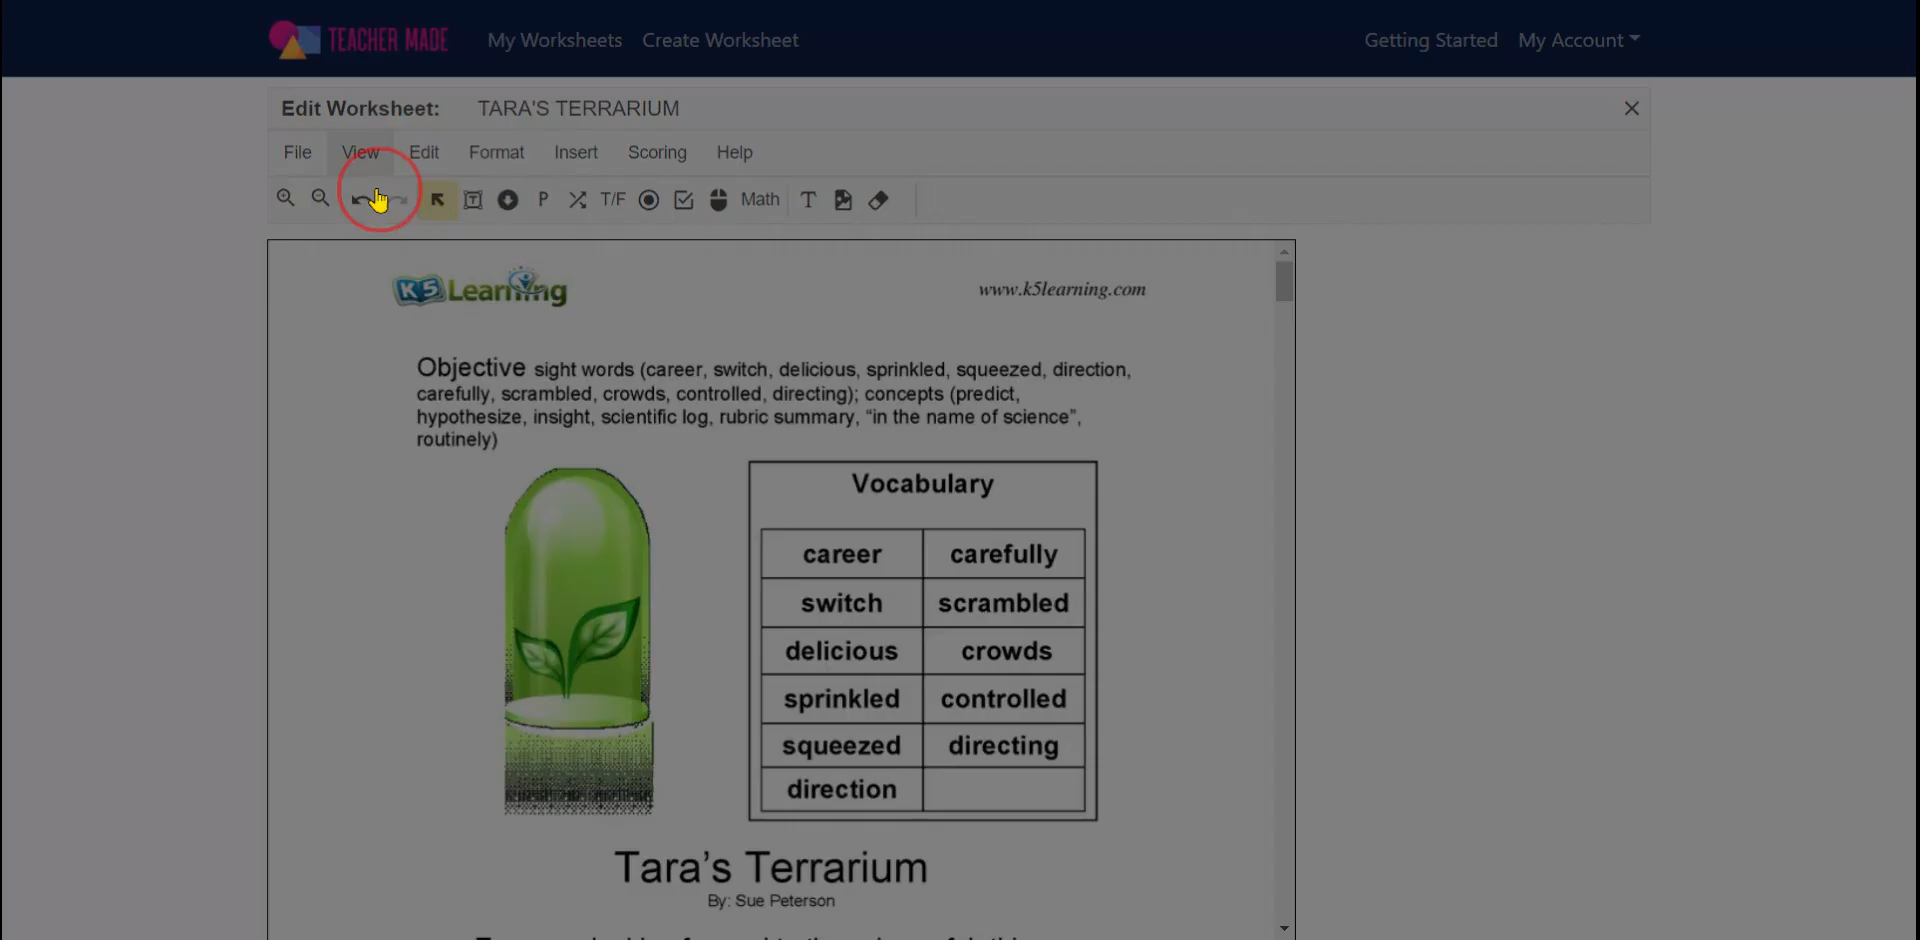 TEACHER MADE My Worksheets Create Worksheet Getting Started My Account
Edit Worksheet: TARA'S TERRARIUM
File View Edit Format Insert Scoring Help
P T/F Math T
K5 Learning www.k5learning.com
Objective sight words (career, switch, delicious, sprinkled, squeezed, direction,
carefully, scrambled, crowds, controlled, directing); concepts (predict,
hypothesize, insight, scientific log, rubric summary, “in the name of science”,
routinely)
Vocabulary
career carefully
switch scrambled
delicious crowds
sprinkled controlled
squeezed directing
direction
Tara’s Terrarium
By: Sue Peterson